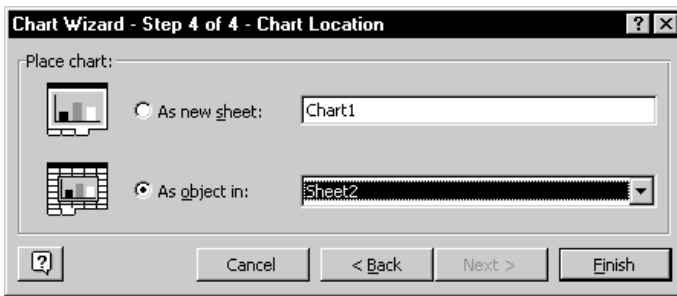 Chart Wizard - Step 4 of 4 - Chart Location
Place chart:
As new sheet: Chart1
As object in: Sheet2
Cancel < Back Next > Finish